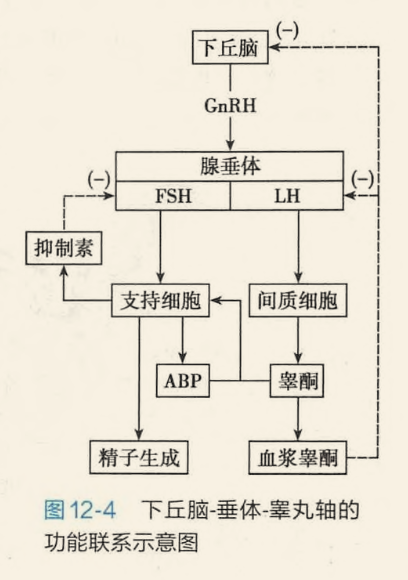 下丘脑
(−)
GnRH
腺垂体
(−)
FSH
LH
(−)
抑制素
支持细胞
间质细胞
ABP
睾酮
精子生成
血浆睾酮
图12-4 下丘脑-垂体-睾丸轴的
功能联系示意图